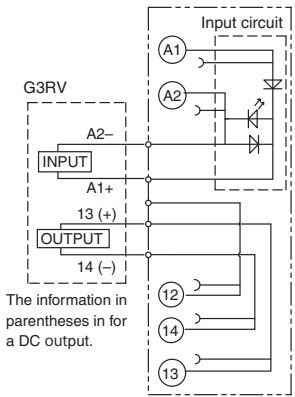 Input circuit
A1
A2
G3RV
A2–
INPUT
A1+
13 (+)
OUTPUT
14 (–)
The information in
parentheses in for
a DC output.
12
14
13